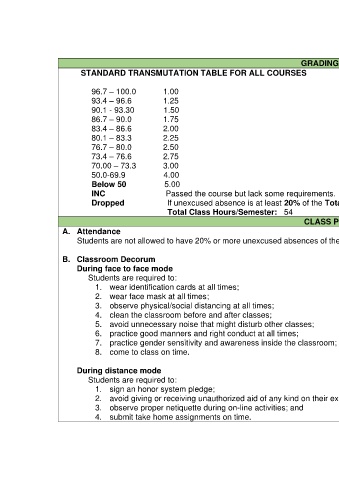 GRADING
STANDARD TRANSMUTATION TABLE FOR ALL COURSES
96.7 – 100.0 1.00
93.4 – 96.6 1.25
90.1 - 93.30 1.50
86.7 – 90.0 1.75
83.4 – 86.6 2.00
80.1 – 83.3 2.25
76.7 – 80.0 2.50
73.4 – 76.6 2.75
70.00 – 73.3 3.00
50.0-69.9 4.00
Below 50 5.00
INC Passed the course but lack some requirements.
Dropped If unexcused absence is at least 20% of the Tota
Total Class Hours/Semester: 54
CLASS P
A. Attendance
Students are not allowed to have 20% or more unexcused absences of the
B. Classroom Decorum
During face to face mode
Students are required to:
1. wear identification cards at all times;
2. wear face mask at all times;
3. observe physical/social distancing at all times;
4. clean the classroom before and after classes;
5. avoid unnecessary noise that might disturb other classes;
6. practice good manners and right conduct at all times;
7. practice gender sensitivity and awareness inside the classroom;
8. come to class on time.
During distance mode
Students are required to:
1. sign an honor system pledge;
2. avoid giving or receiving unauthorized aid of any kind on their ex
3. observe proper netiquette during on-line activities; and
4. submit take home assignments on time.